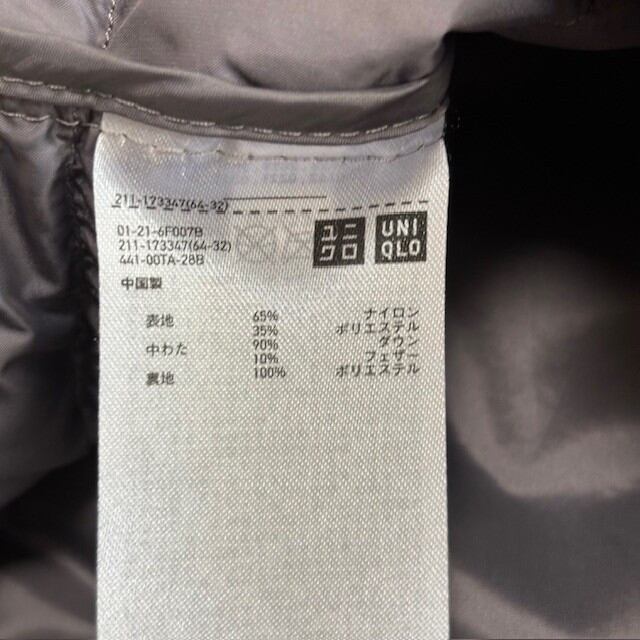 211-173347(64-32)
01-21-6F007B
211-173347(64-32)
441-00TA-28B
ユニ
クロ
UNI
QLO
中国製
表地 65% ナイロン
35% ポリエステル
中わた 90% ダウン
10% フェザー
裏地 100% ポリエステル